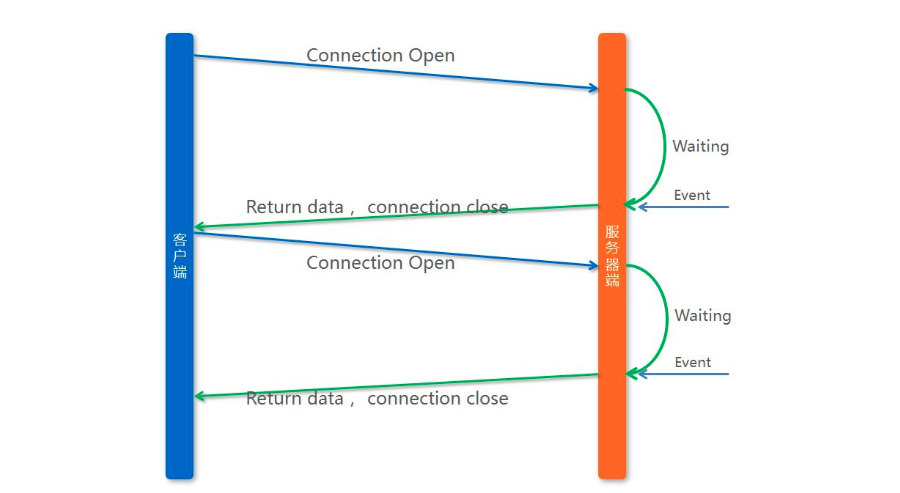 Connection Open
Waiting
Event
Return data ,  connection close
客户端
服务器端
Connection Open
Waiting
Event
Return data ,  connection close